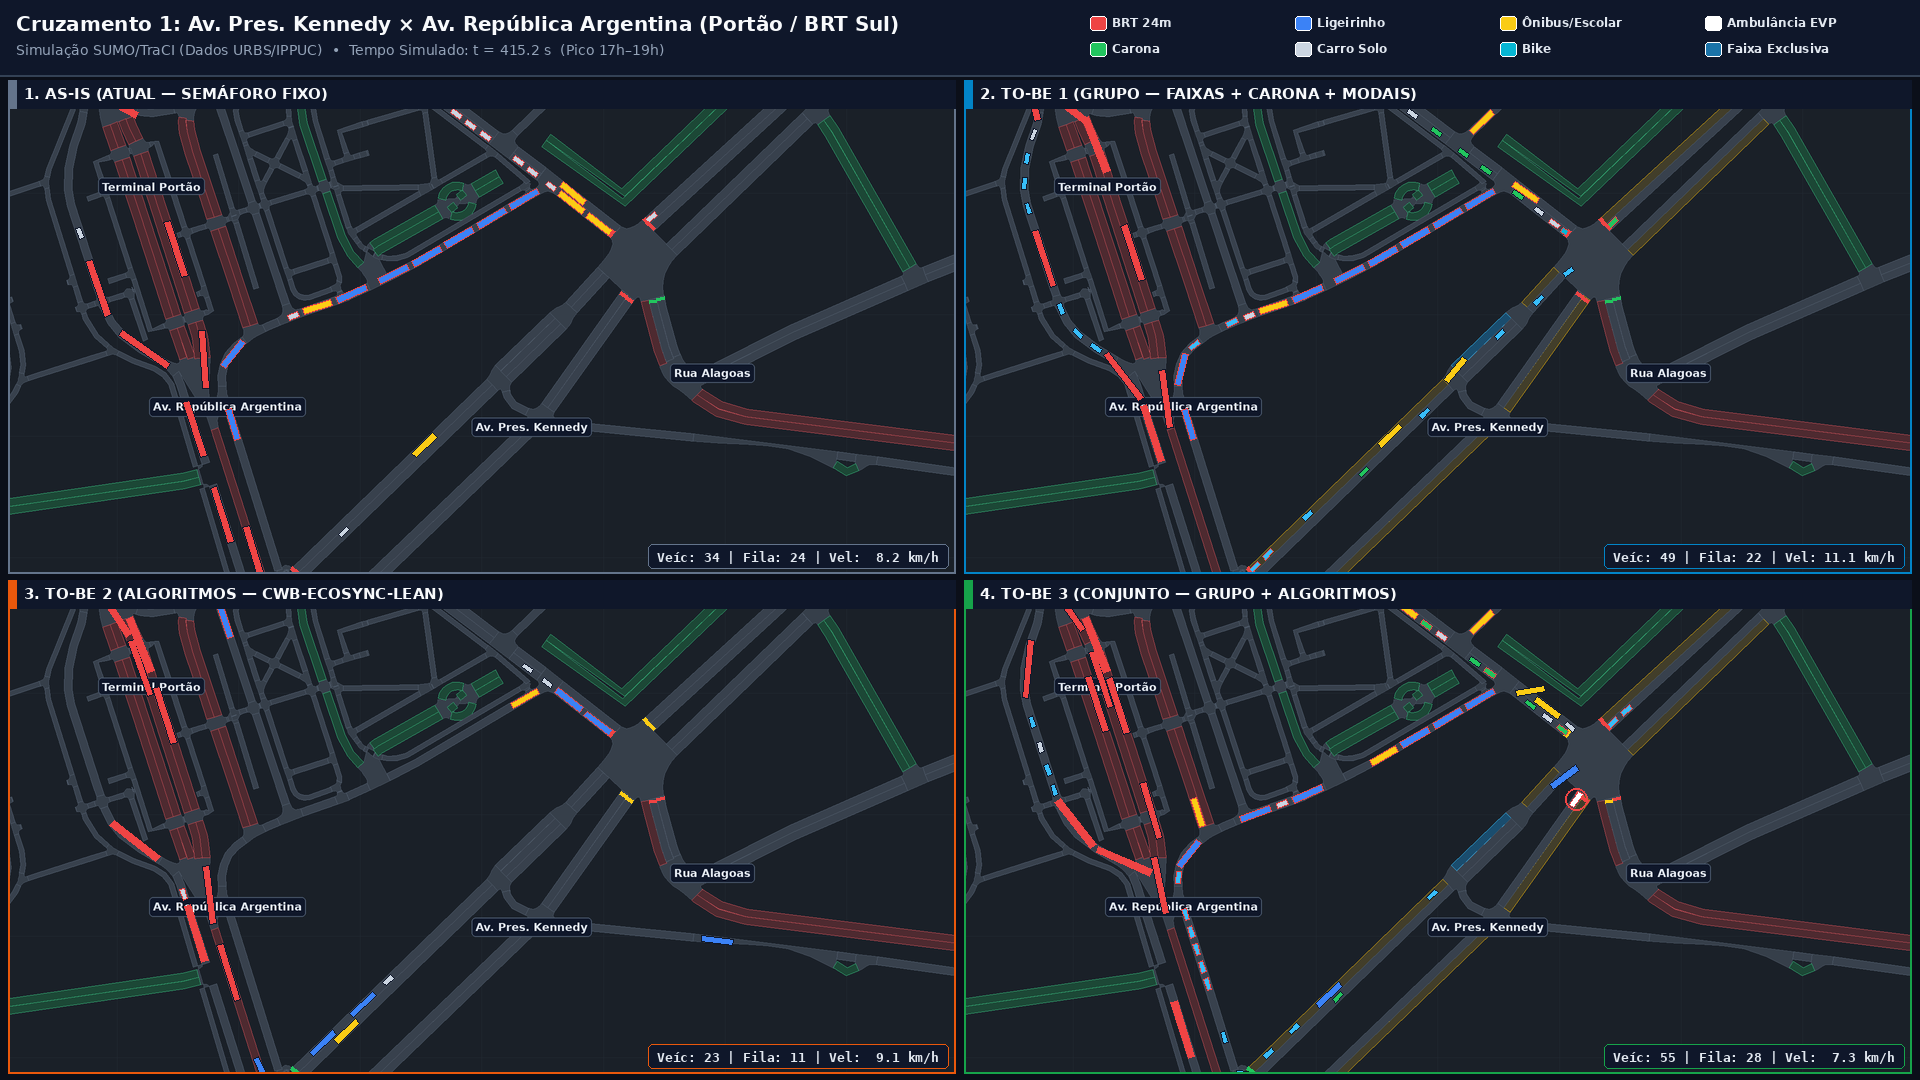 Cruzamento 1: Av. Pres. Kennedy × Av. República Argentina (Portão / BRT Sul)
Simulação SUMO/TraCI (Dados URBS/IPPUC)  •  Tempo Simulado: t = 415.2 s  (Pico 17h–19h)
BRT 24m
Ligeirinho
Ônibus/Escolar
Ambulância EVP
Carona
Carro Solo
Bike
Faixa Exclusiva
1. AS-IS (ATUAL — SEMÁFORO FIXO)
Terminal Portão
Rua Alagoas
Av. República Argentina
Av. Pres. Kennedy
Veíc: 34 | Fila: 24 | Vel:  8.2 km/h
2. TO-BE 1 (GRUPO — FAIXAS + CARONA + MODAIS)
Terminal Portão
Rua Alagoas
Av. República Argentina
Av. Pres. Kennedy
Veíc: 49 | Fila: 22 | Vel: 11.1 km/h
3. TO-BE 2 (ALGORITMOS — CWB-ECOSYNC-LEAN)
Terminal Portão
Rua Alagoas
Av. República Argentina
Av. Pres. Kennedy
Veíc: 23 | Fila: 11 | Vel:  9.1 km/h
4. TO-BE 3 (CONJUNTO — GRUPO + ALGORITMOS)
Terminal Portão
Rua Alagoas
Av. República Argentina
Av. Pres. Kennedy
Veíc: 55 | Fila: 28 | Vel:  7.3 km/h